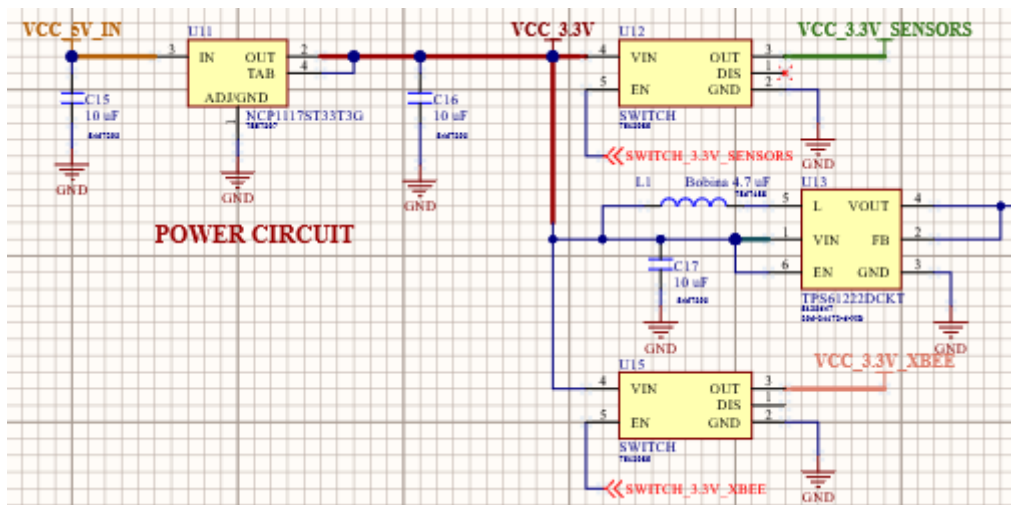 VCC_5V_IN
U11
VCC_3.3V
U12
VCC_3.3V_SENSORS
3 IN OUT 2
TAB 4
ADJ/GND
1
NCP1117ST33T3G
C15
10 uF
GND
GND
C16
10 uF
GND
4 VIN OUT 3
DIS 1
5 EN GND 2
SWITCH
SWITCH_3.3V_SENSORS
GND
POWER CIRCUIT
L1 Bobina 4.7 uF
U13
5 L VOUT 4
1 VIN FB 2
6 EN GND 3
TPS61222DCKT
C17
10 uF
GND
GND
U15
VCC_3.3V_XBEE
4 VIN OUT 3
DIS 1
5 EN GND 2
SWITCH
SWITCH_3.3V_XBEE
GND